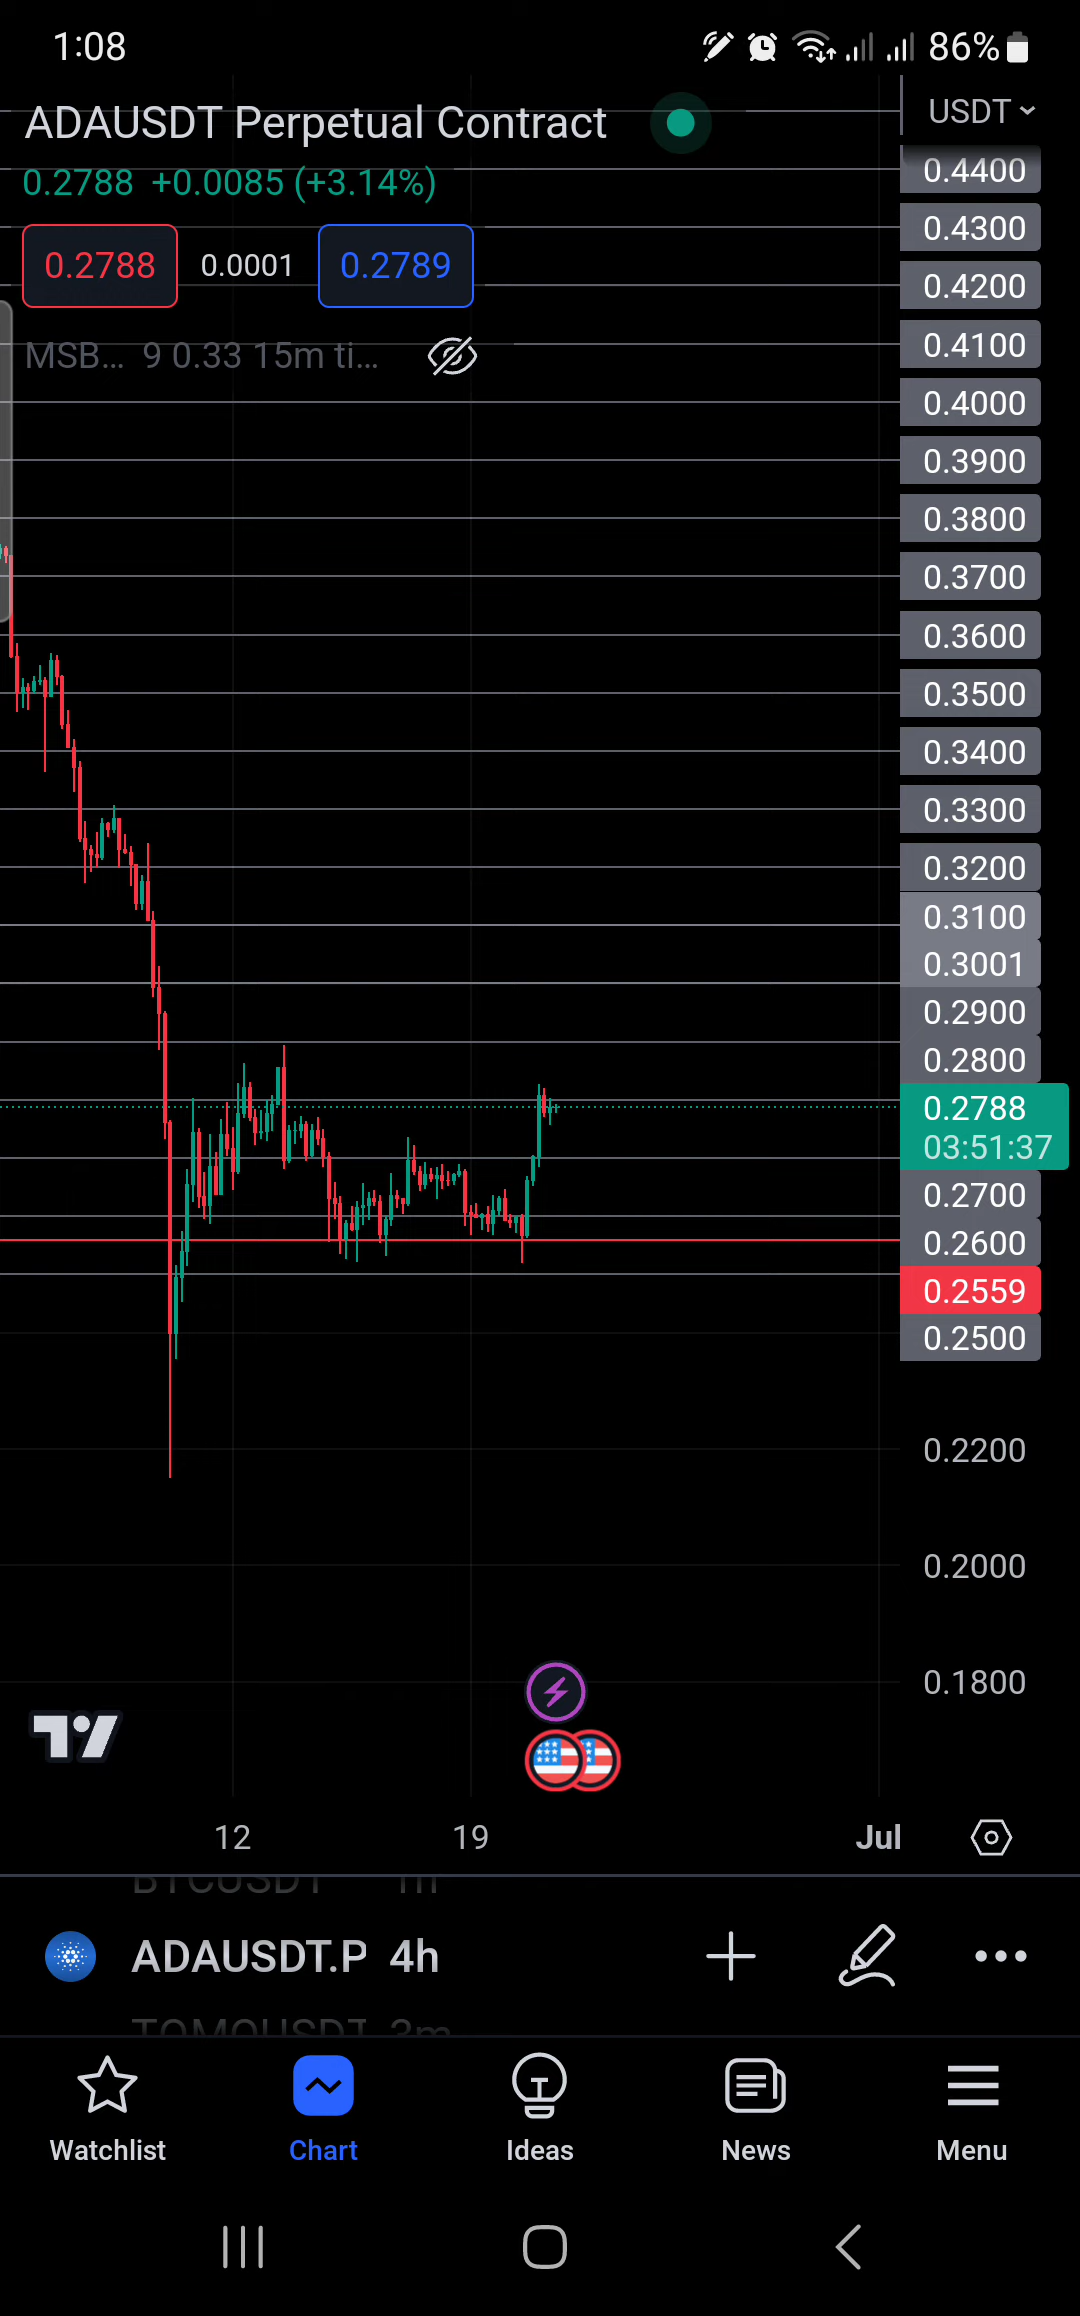 1:08
86%
ADAUSDT Perpetual Contract
USDT
0.2788 +0.0085 (+3.14%)
0.2788 0.0001 0.2789
MSB... 9 0.33 15m ti...
0.4400
0.4300
0.4200
0.4100
0.4000
0.3900
0.3800
0.3700
0.3600
0.3500
0.3400
0.3300
0.3200
0.3100
0.3001
0.2900
0.2800
0.2788
03:51:37
0.2700
0.2600
0.2559
0.2500
0.2200
0.2000
0.1800
12 19 Jul
BTCUSDT 1m
ADAUSDT.P 4h
TOMOUSDT 3m
Watchlist Chart Ideas News Menu